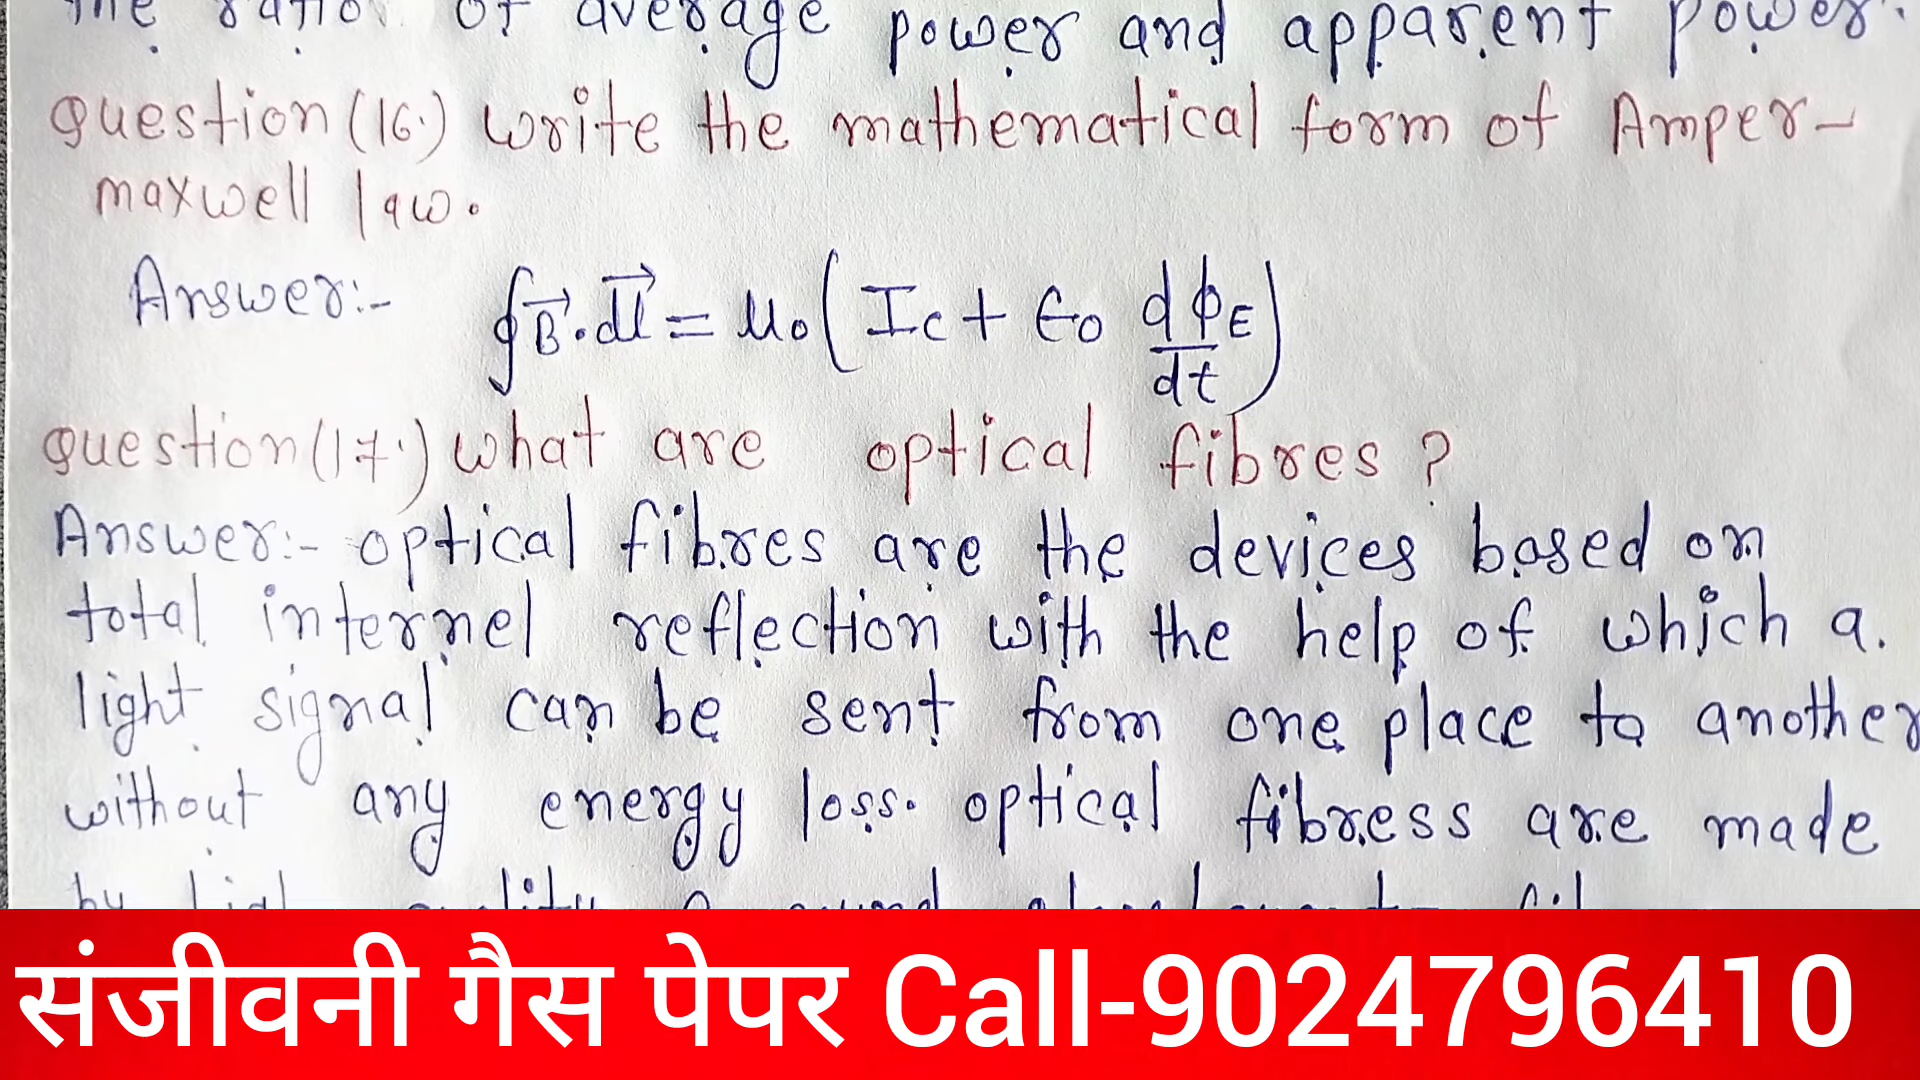 The ratio of average power and apparent power.
Question (16.) Write the mathematical form of Amper-
maxwell law.
Answer:- ∮B⃗.dl⃗ = μ₀(Ic + ϵ₀ dϕE/dt)
Question (17.) What are optical fibres?
Answer:- optical fibres are the devices based on
total internel reflection with the help of which a
light signal can be sent from one place to another
without any energy loss. optical fibress are made
संजीवनी गैस पेपर Call-9024796410